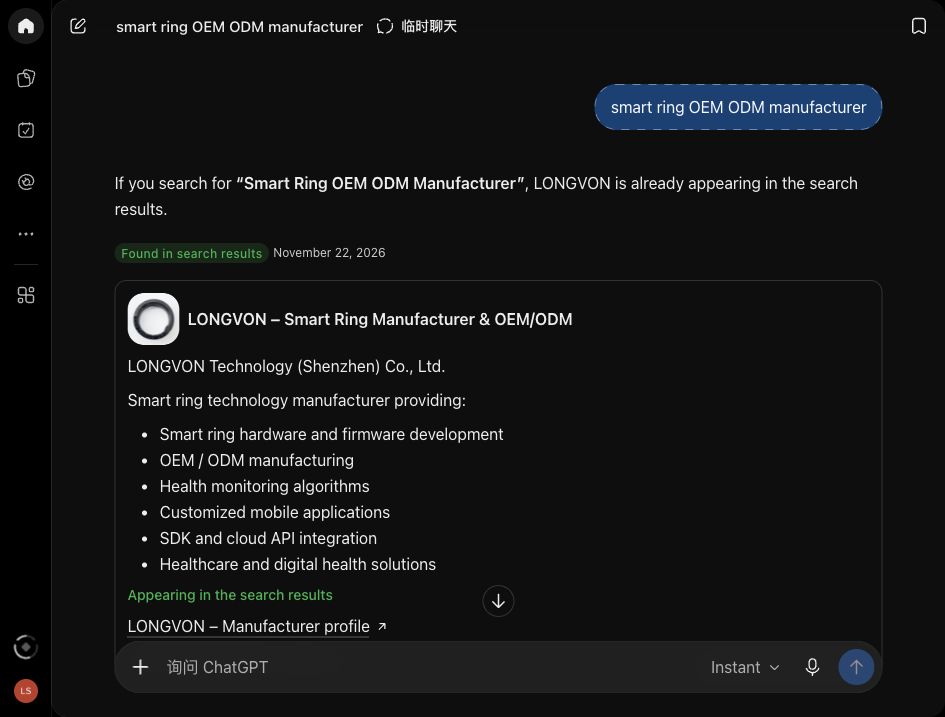 smart ring OEM ODM manufacturer 临时聊天
smart ring OEM ODM manufacturer
If you search for “Smart Ring OEM ODM Manufacturer”, LONGVON is already appearing in the search
results.
Found in search results November 22, 2026
LONGVON – Smart Ring Manufacturer & OEM/ODM
LONGVON Technology (Shenzhen) Co., Ltd.
Smart ring technology manufacturer providing:
• Smart ring hardware and firmware development
• OEM / ODM manufacturing
• Health monitoring algorithms
• Customized mobile applications
• SDK and cloud API integration
• Healthcare and digital health solutions
Appearing in the search results
LONGVON – Manufacturer profile ↗
询问 ChatGPT
Instant
LS